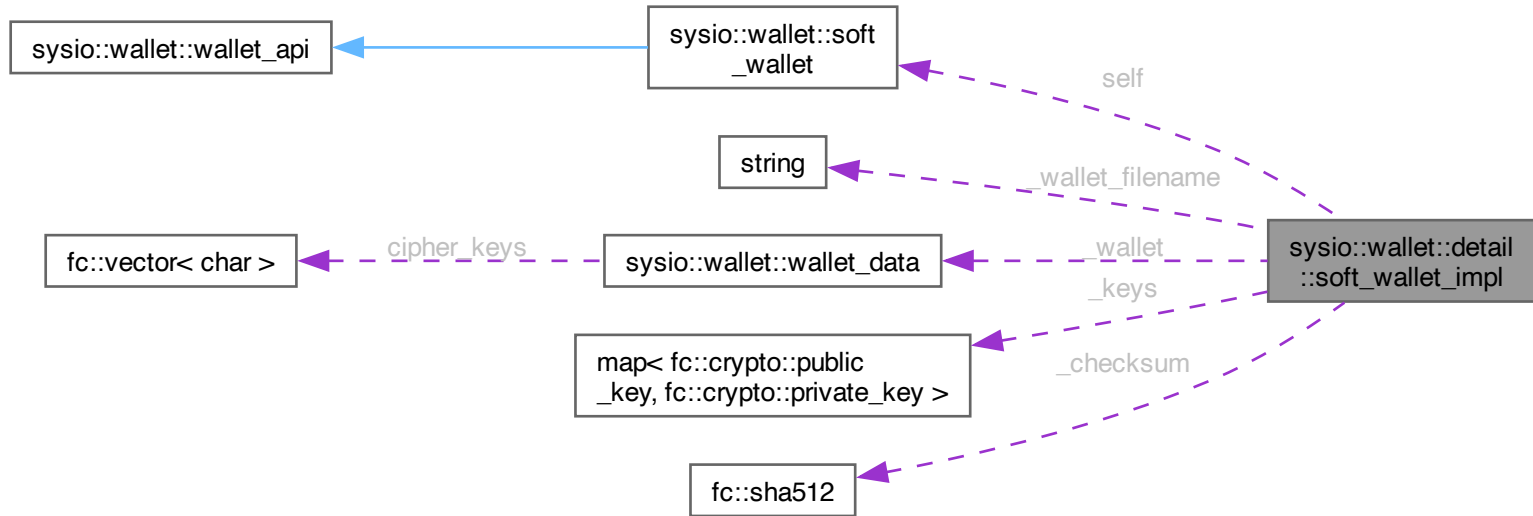 sysio::wallet::wallet_api
sysio::wallet::soft
_wallet
self
string
_wallet_filename
fc::vector< char >
cipher_keys
sysio::wallet::wallet_data
_wallet
sysio::wallet::detail
::soft_wallet_impl
_keys
map< fc::crypto::public
_key, fc::crypto::private_key >
_checksum
fc::sha512